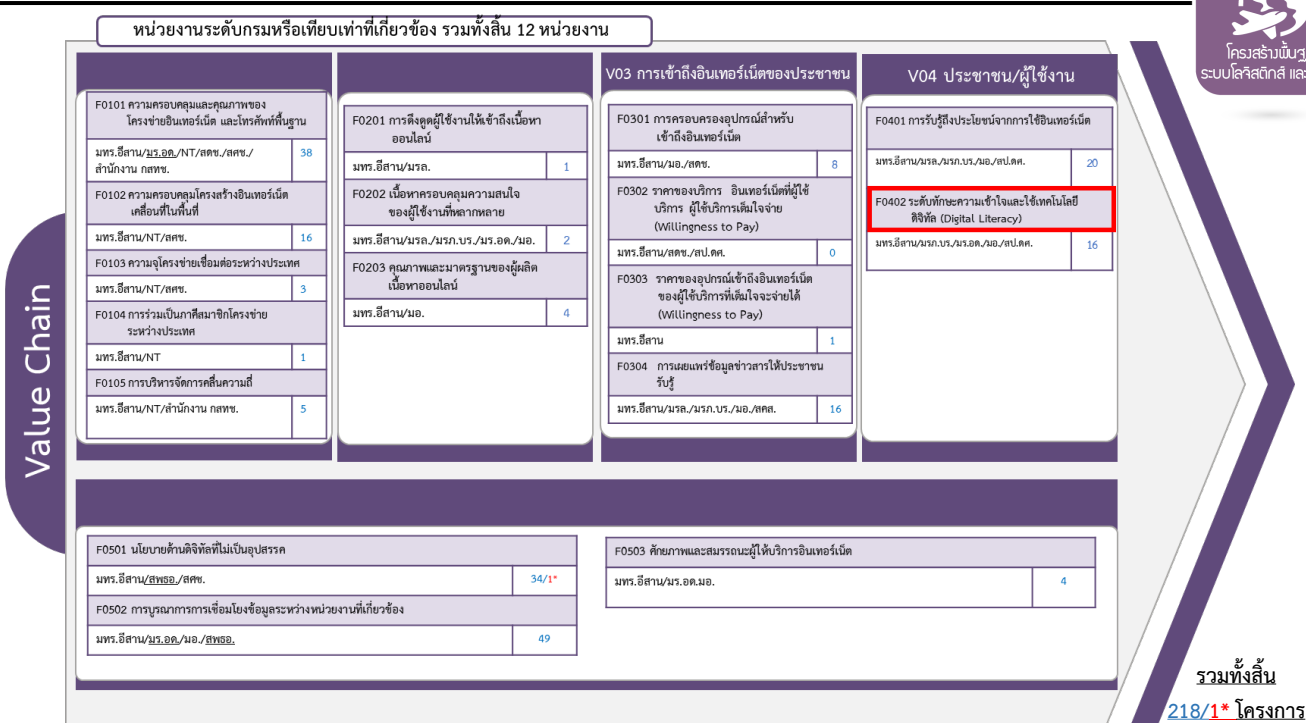 หน่วยงานระดับกรมหรือเทียบเท่าที่เกี่ยวข้อง รวมทั้งสิ้น 12 หน่วยงาน
โครงสร้างพื้นฐ
ระบบโลจิสติกส์ และ
Value Chain
F0101 ความครอบคลุมและคุณภาพของ
โครงข่ายอินเทอร์เน็ต และโทรศัพท์พื้นฐาน
มทร.อีสาน/มร.อด./NT/สดช./สศช./
สำนักงาน กสทช.
38
F0102 ความครอบคลุมโครงสร้างอินเทอร์เน็ต
เคลื่อนที่ในพื้นที่
มทร.อีสาน/NT/สศช. 16
F0103 ความจุโครงข่ายเชื่อมต่อระหว่างประเทศ
มทร.อีสาน/NT/สศช. 3
F0104 การร่วมเป็นภาคีสมาชิกโครงข่าย
ระหว่างประเทศ
มทร.อีสาน/NT 1
F0105 การบริหารจัดการคลื่นความถี่
มทร.อีสาน/NT/สำนักงาน กสทช. 5
F0201 การดึงดูดผู้ใช้งานให้เข้าถึงเนื้อหา
ออนไลน์
มทร.อีสาน/มรล. 1
F0202 เนื้อหาครอบคลุมความสนใจ
ของผู้ใช้งานที่หลากหลาย
มทร.อีสาน/มรล./มรภ.บร./มร.อด./มอ. 2
F0203 คุณภาพและมาตรฐานของผู้ผลิต
เนื้อหาออนไลน์
มทร.อีสาน/มอ. 4
V03 การเข้าถึงอินเทอร์เน็ตของประชาชน
F0301 การครอบครองอุปกรณ์สำหรับ
เข้าถึงอินเทอร์เน็ต
มทร.อีสาน/มอ./สดช. 8
F0302 ราคาของบริการ อินเทอร์เน็ตที่ผู้ใช้
บริการ ผู้ใช้บริการเต็มใจจ่าย
(Willingness to Pay)
มทร.อีสาน/สดช./สป.ดศ. 0
F0303 ราคาของอุปกรณ์เข้าถึงอินเทอร์เน็ต
ของผู้ใช้บริการที่เต็มใจจะจ่ายได้
(Willingness to Pay)
มทร.อีสาน 1
F0304 การเผยแพร่ข้อมูลข่าวสารให้ประชาชน
รับรู้
มทร.อีสาน/มรล./มรภ.บร./มอ./สคส. 16
V04 ประชาชน/ผู้ใช้งาน
F0401 การรับรู้ถึงประโยชน์จากการใช้อินเทอร์เน็ต
มทร.อีสาน/มรล./มรภ.บร./มอ./สป.ดศ. 20
F0402 ระดับทักษะความเข้าใจและใช้เทคโนโลยี
ดิจิทัล (Digital Literacy)
มทร.อีสาน/มรภ.บร./มร.อด./มอ./สป.ดศ. 16
F0501 นโยบายด้านดิจิทัลที่ไม่เป็นอุปสรรค
มทร.อีสาน/สพธอ./สศช. 34/1*
F0502 การบูรณาการการเชื่อมโยงข้อมูลระหว่างหน่วยงานที่เกี่ยวข้อง
มทร.อีสาน/มร.อด./มอ./สพธอ. 49
F0503 ศักยภาพและสมรรถนะผู้ให้บริการอินเทอร์เน็ต
มทร.อีสาน/มร.อด.มอ. 4
รวมทั้งสิ้น
218/1* โครงการ